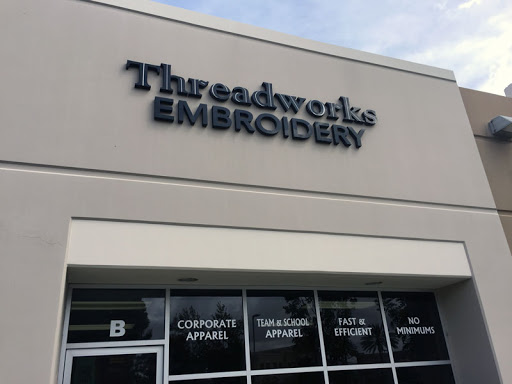 Threadworks
EMBROIDERY
B
CORPORATE
APPAREL
TEAM & SCHOOL
APPAREL
FAST &
EFFICIENT
NO
MINIMUMS